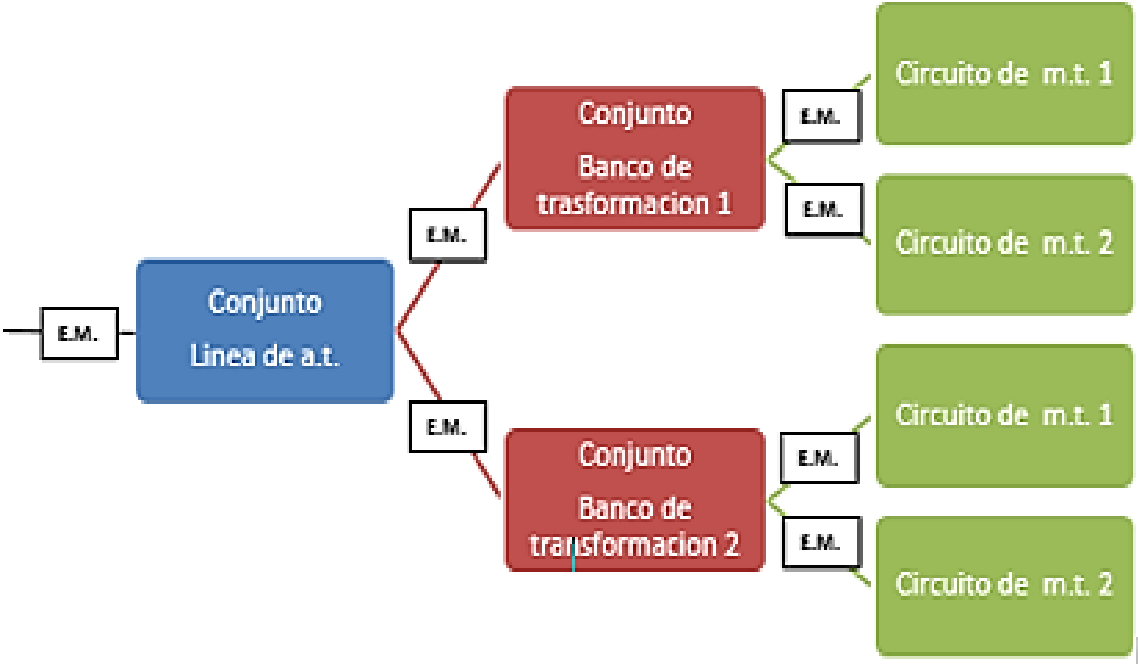 E.M.
Conjunto
Linea de a.t.
E.M.
E.M.
Conjunto
Banco de
trasformacion 1
Conjunto
Banco de
transformacion 2
E.M.
E.M.
E.M.
E.M.
Circuito de m.t. 1
Circuito de m.t. 2
Circuito de m.t. 1
Circuito de m.t. 2